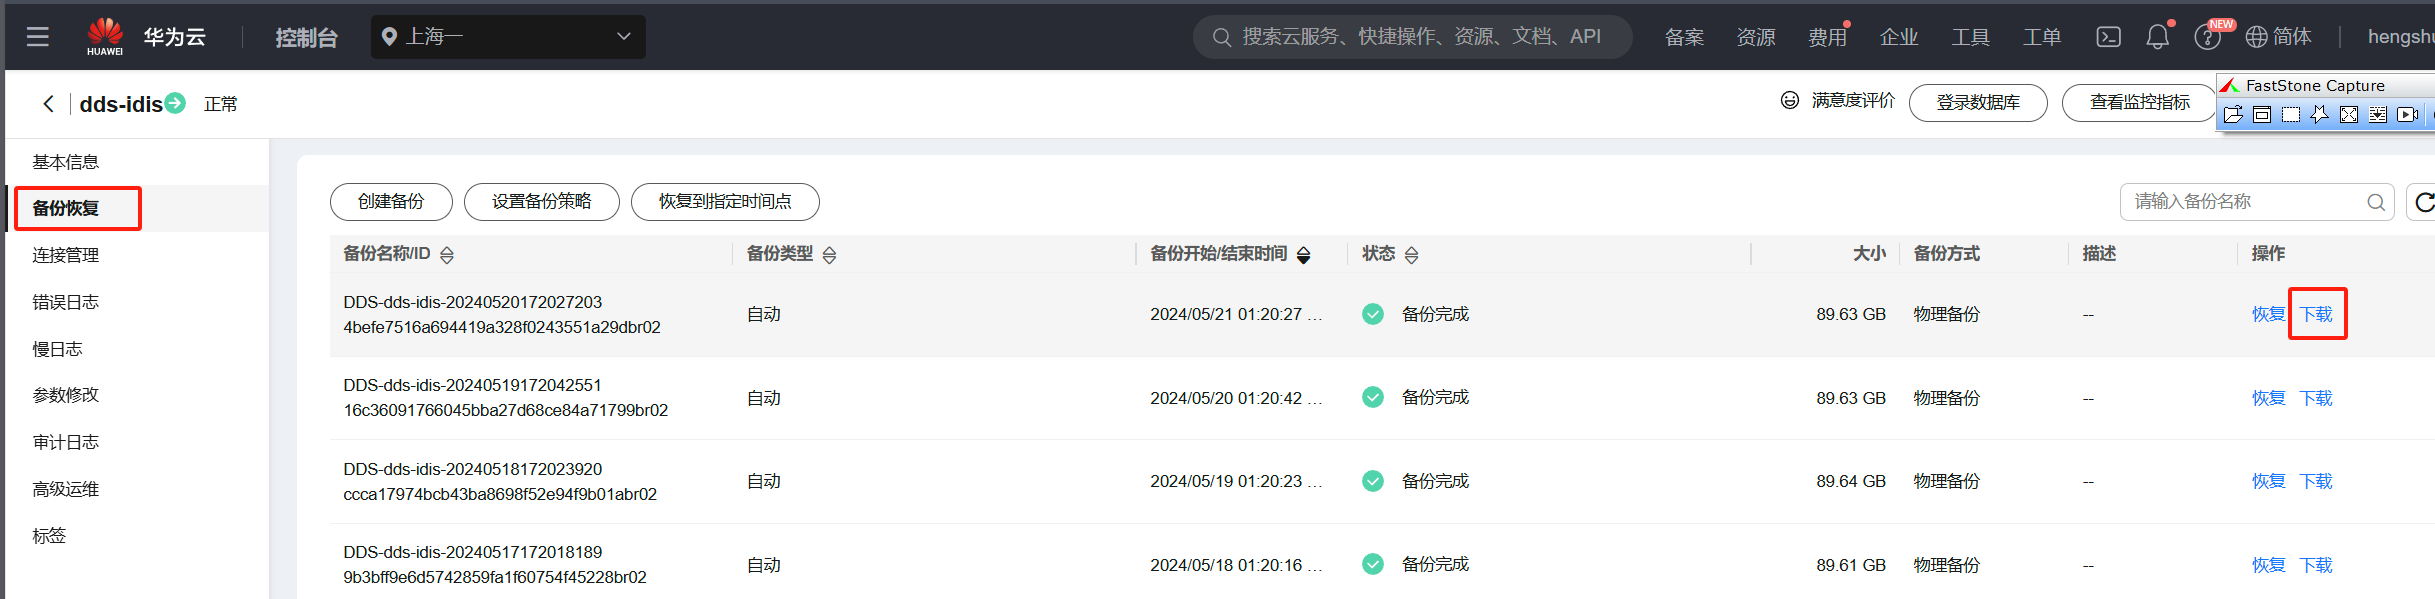 HUAWEI 华为云 控制台 上海一 搜索云服务、快捷操作、资源、文档、API 备案 资源 费用 企业 工具 工单 NEW 简体 hengsh
dds-idis 正常 满意度评价 登录数据库 查看监控指标 FastStone Capture
基本信息
备份恢复
连接管理
错误日志
慢日志
参数修改
审计日志
高级运维
标签
创建备份 设置备份策略 恢复到指定时间点 请输入备份名称
备份名称/ID 备份类型 备份开始/结束时间 状态 大小 备份方式 描述 操作
DDS-dds-idis-20240520172027203
4befe7516a694419a328f0243551a29dbr02
自动 2024/05/21 01:20:27 ... 备份完成 89.63 GB 物理备份 -- 恢复 下载
DDS-dds-idis-20240519172042551
16c36091766045bba27d68ce84a71799br02
自动 2024/05/20 01:20:42 ... 备份完成 89.63 GB 物理备份 -- 恢复 下载
DDS-dds-idis-20240518172023920
ccca17974bcb43ba8698f52e94f9b01abr02
自动 2024/05/19 01:20:23 ... 备份完成 89.64 GB 物理备份 -- 恢复 下载
DDS-dds-idis-20240517172018189
9b3bff9e6d5742859fa1f60754f45228br02
自动 2024/05/18 01:20:16 ... 备份完成 89.61 GB 物理备份 -- 恢复 下载